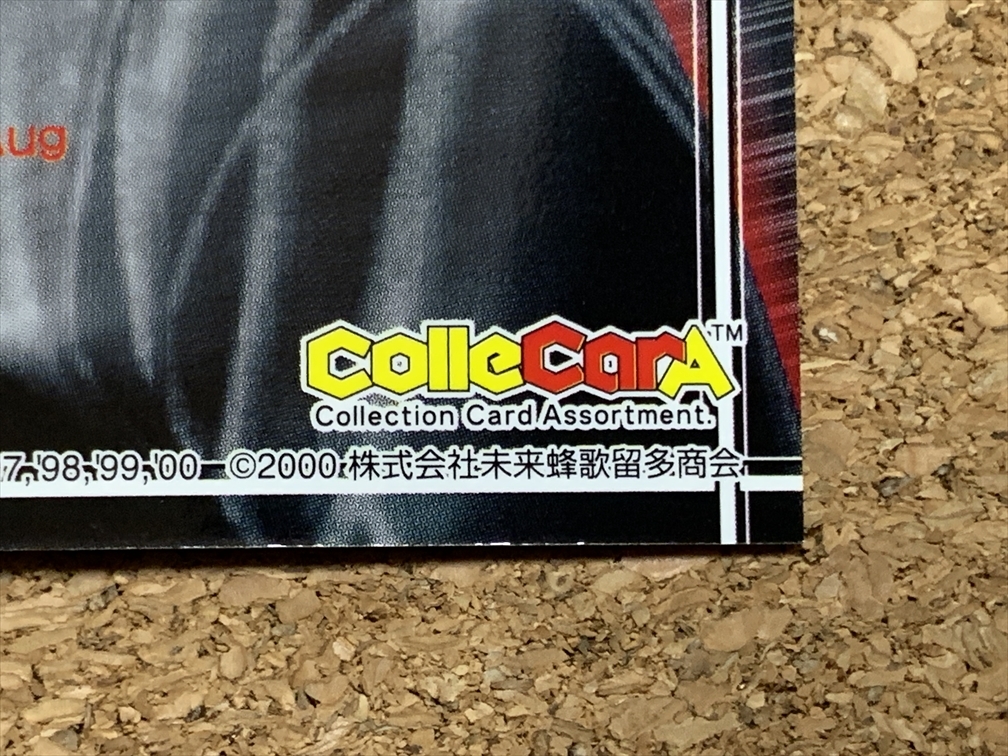 Aug
ColleCarA™
Collection Card Assortment.
7,'98,'99,'00 ©2000 株式会社未来蜂歌留多商会